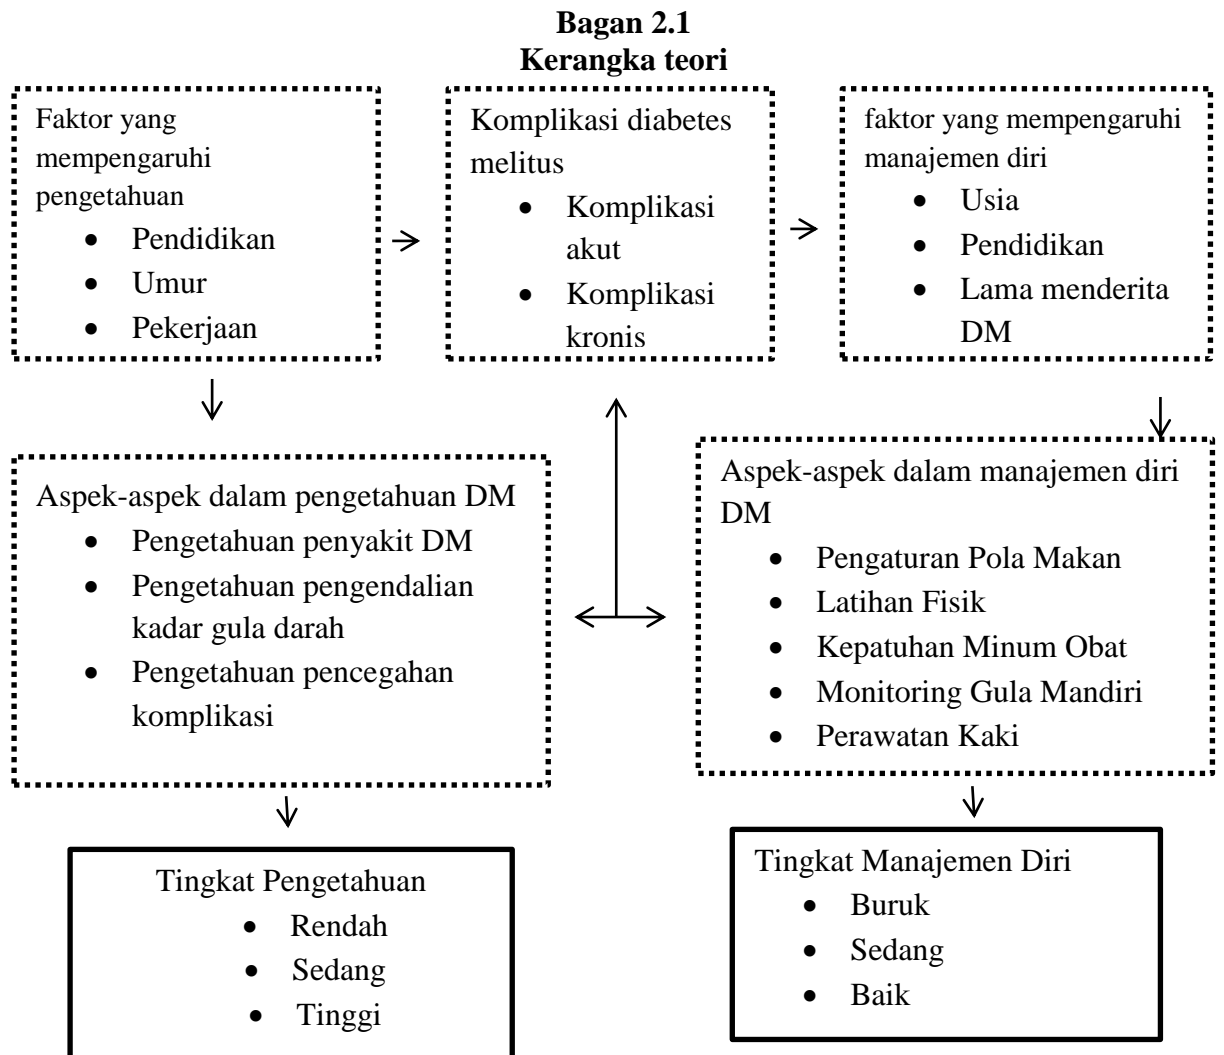 Bagan 2.1
Kerangka teori
Faktor yang
mempengaruhi
pengetahuan
• Pendidikan
• Umur
• Pekerjaan
Komplikasi diabetes
melitus
• Komplikasi
akut
• Komplikasi
kronis
faktor yang mempengaruhi
manajemen diri
• Usia
• Pendidikan
• Lama menderita
DM
Aspek-aspek dalam pengetahuan DM
• Pengetahuan penyakit DM
• Pengetahuan pengendalian
kadar gula darah
• Pengetahuan pencegahan
komplikasi
Aspek-aspek dalam manajemen diri
DM
• Pengaturan Pola Makan
• Latihan Fisik
• Kepatuhan Minum Obat
• Monitoring Gula Mandiri
• Perawatan Kaki
Tingkat Pengetahuan
• Rendah
• Sedang
• Tinggi
Tingkat Manajemen Diri
• Buruk
• Sedang
• Baik